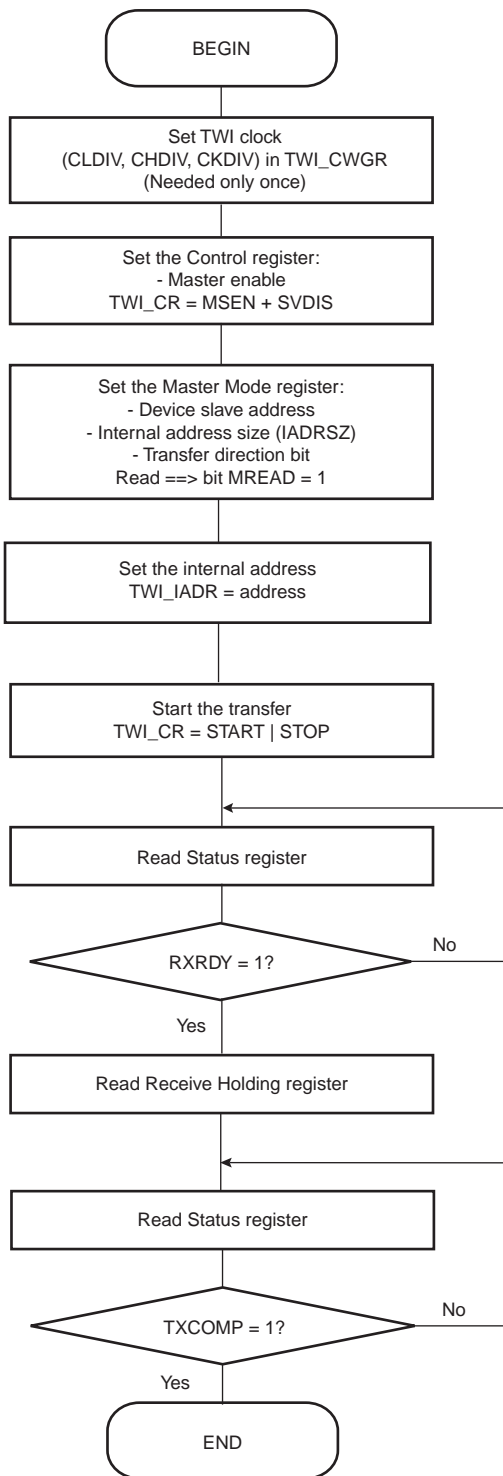 BEGIN
Set TWI clock
(CLDIV, CHDIV, CKDIV) in TWI_CWGR
(Needed only once)
Set the Control register:
- Master enable
TWI_CR = MSEN + SVDIS
Set the Master Mode register:
- Device slave address
- Internal address size (IADRSZ)
- Transfer direction bit
Read ==> bit MREAD = 1
Set the internal address
TWI_IADR = address
Start the transfer
TWI_CR = START | STOP
Read Status register
RXRDY = 1?
No
Yes
Read Receive Holding register
Read Status register
TXCOMP = 1?
No
Yes
END